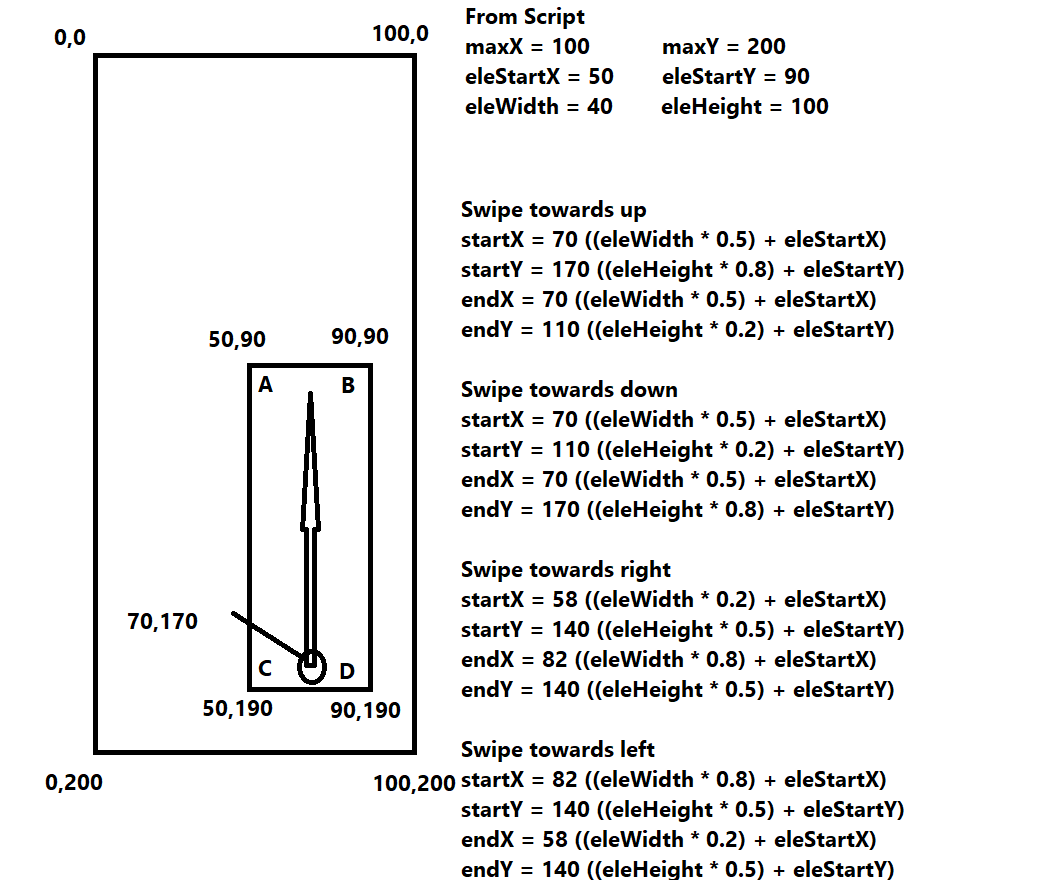 0,0
100,0
From Script
maxX = 100 maxY = 200
eleStartX = 50 eleStartY = 90
eleWidth = 40 eleHeight = 100
Swipe towards up
startX = 70 ((eleWidth * 0.5) + eleStartX)
startY = 170 ((eleHeight * 0.8) + eleStartY)
endX = 70 ((eleWidth * 0.5) + eleStartX)
endY = 110 ((eleHeight * 0.2) + eleStartY)
50,90
90,90
A
B
Swipe towards down
startX = 70 ((eleWidth * 0.5) + eleStartX)
startY = 110 ((eleHeight * 0.2) + eleStartY)
endX = 70 ((eleWidth * 0.5) + eleStartX)
endY = 170 ((eleHeight * 0.8) + eleStartY)
Swipe towards right
startX = 58 ((eleWidth * 0.2) + eleStartX)
startY = 140 ((eleHeight * 0.5) + eleStartY)
endX = 82 ((eleWidth * 0.8) + eleStartX)
endY = 140 ((eleHeight * 0.5) + eleStartY)
70,170
C
D
50,190
90,190
Swipe towards left
startX = 82 ((eleWidth * 0.8) + eleStartX)
startY = 140 ((eleHeight * 0.5) + eleStartY)
endX = 58 ((eleWidth * 0.2) + eleStartX)
endY = 140 ((eleHeight * 0.5) + eleStartY)
0,200
100,200